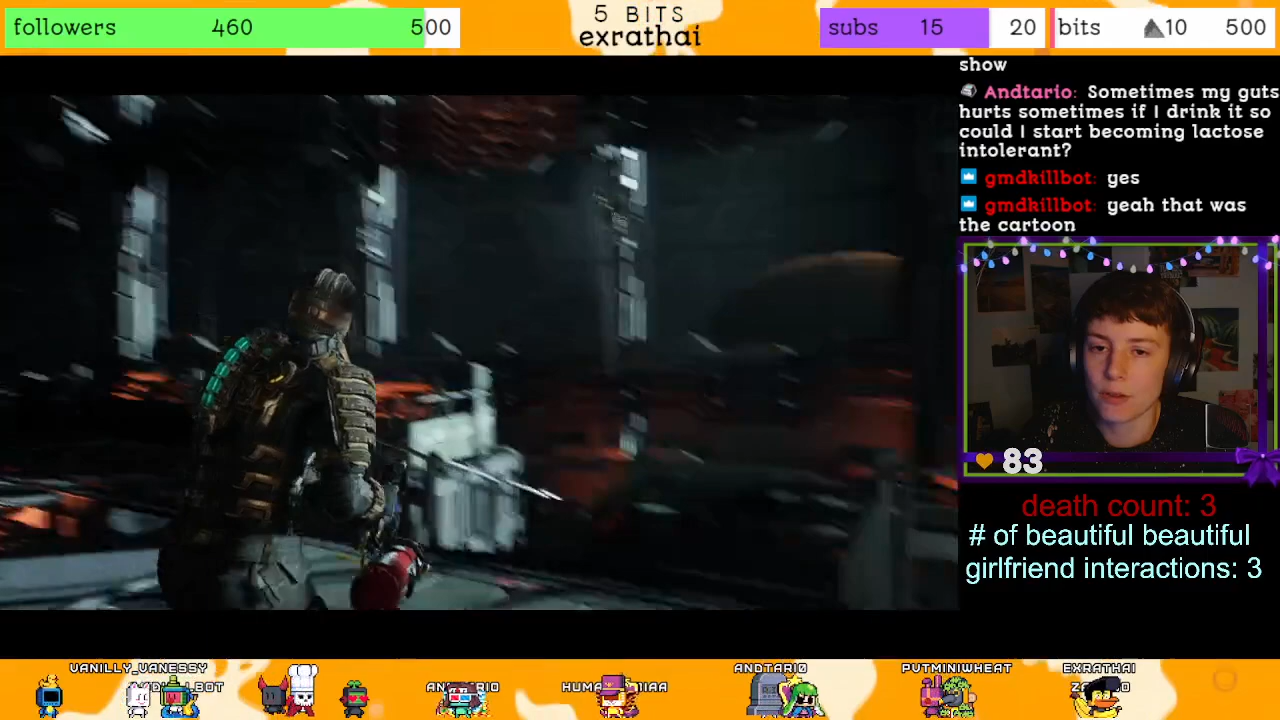 followers 460 500
5 BITS
exrathai
subs 15 20
bits 10 500
show
Andtario: Sometimes my guts
hurts sometimes if I drink it so
could I start becoming lactose
intolerant?
gmdkillbot: yes
gmdkillbot: yeah that was
the cartoon
83
death count: 3
# of beautiful beautiful
girlfriend interactions: 3
VANILLY_VANESSY
ANDTARIO
PUTMINIWHEAT
EXRATHAI